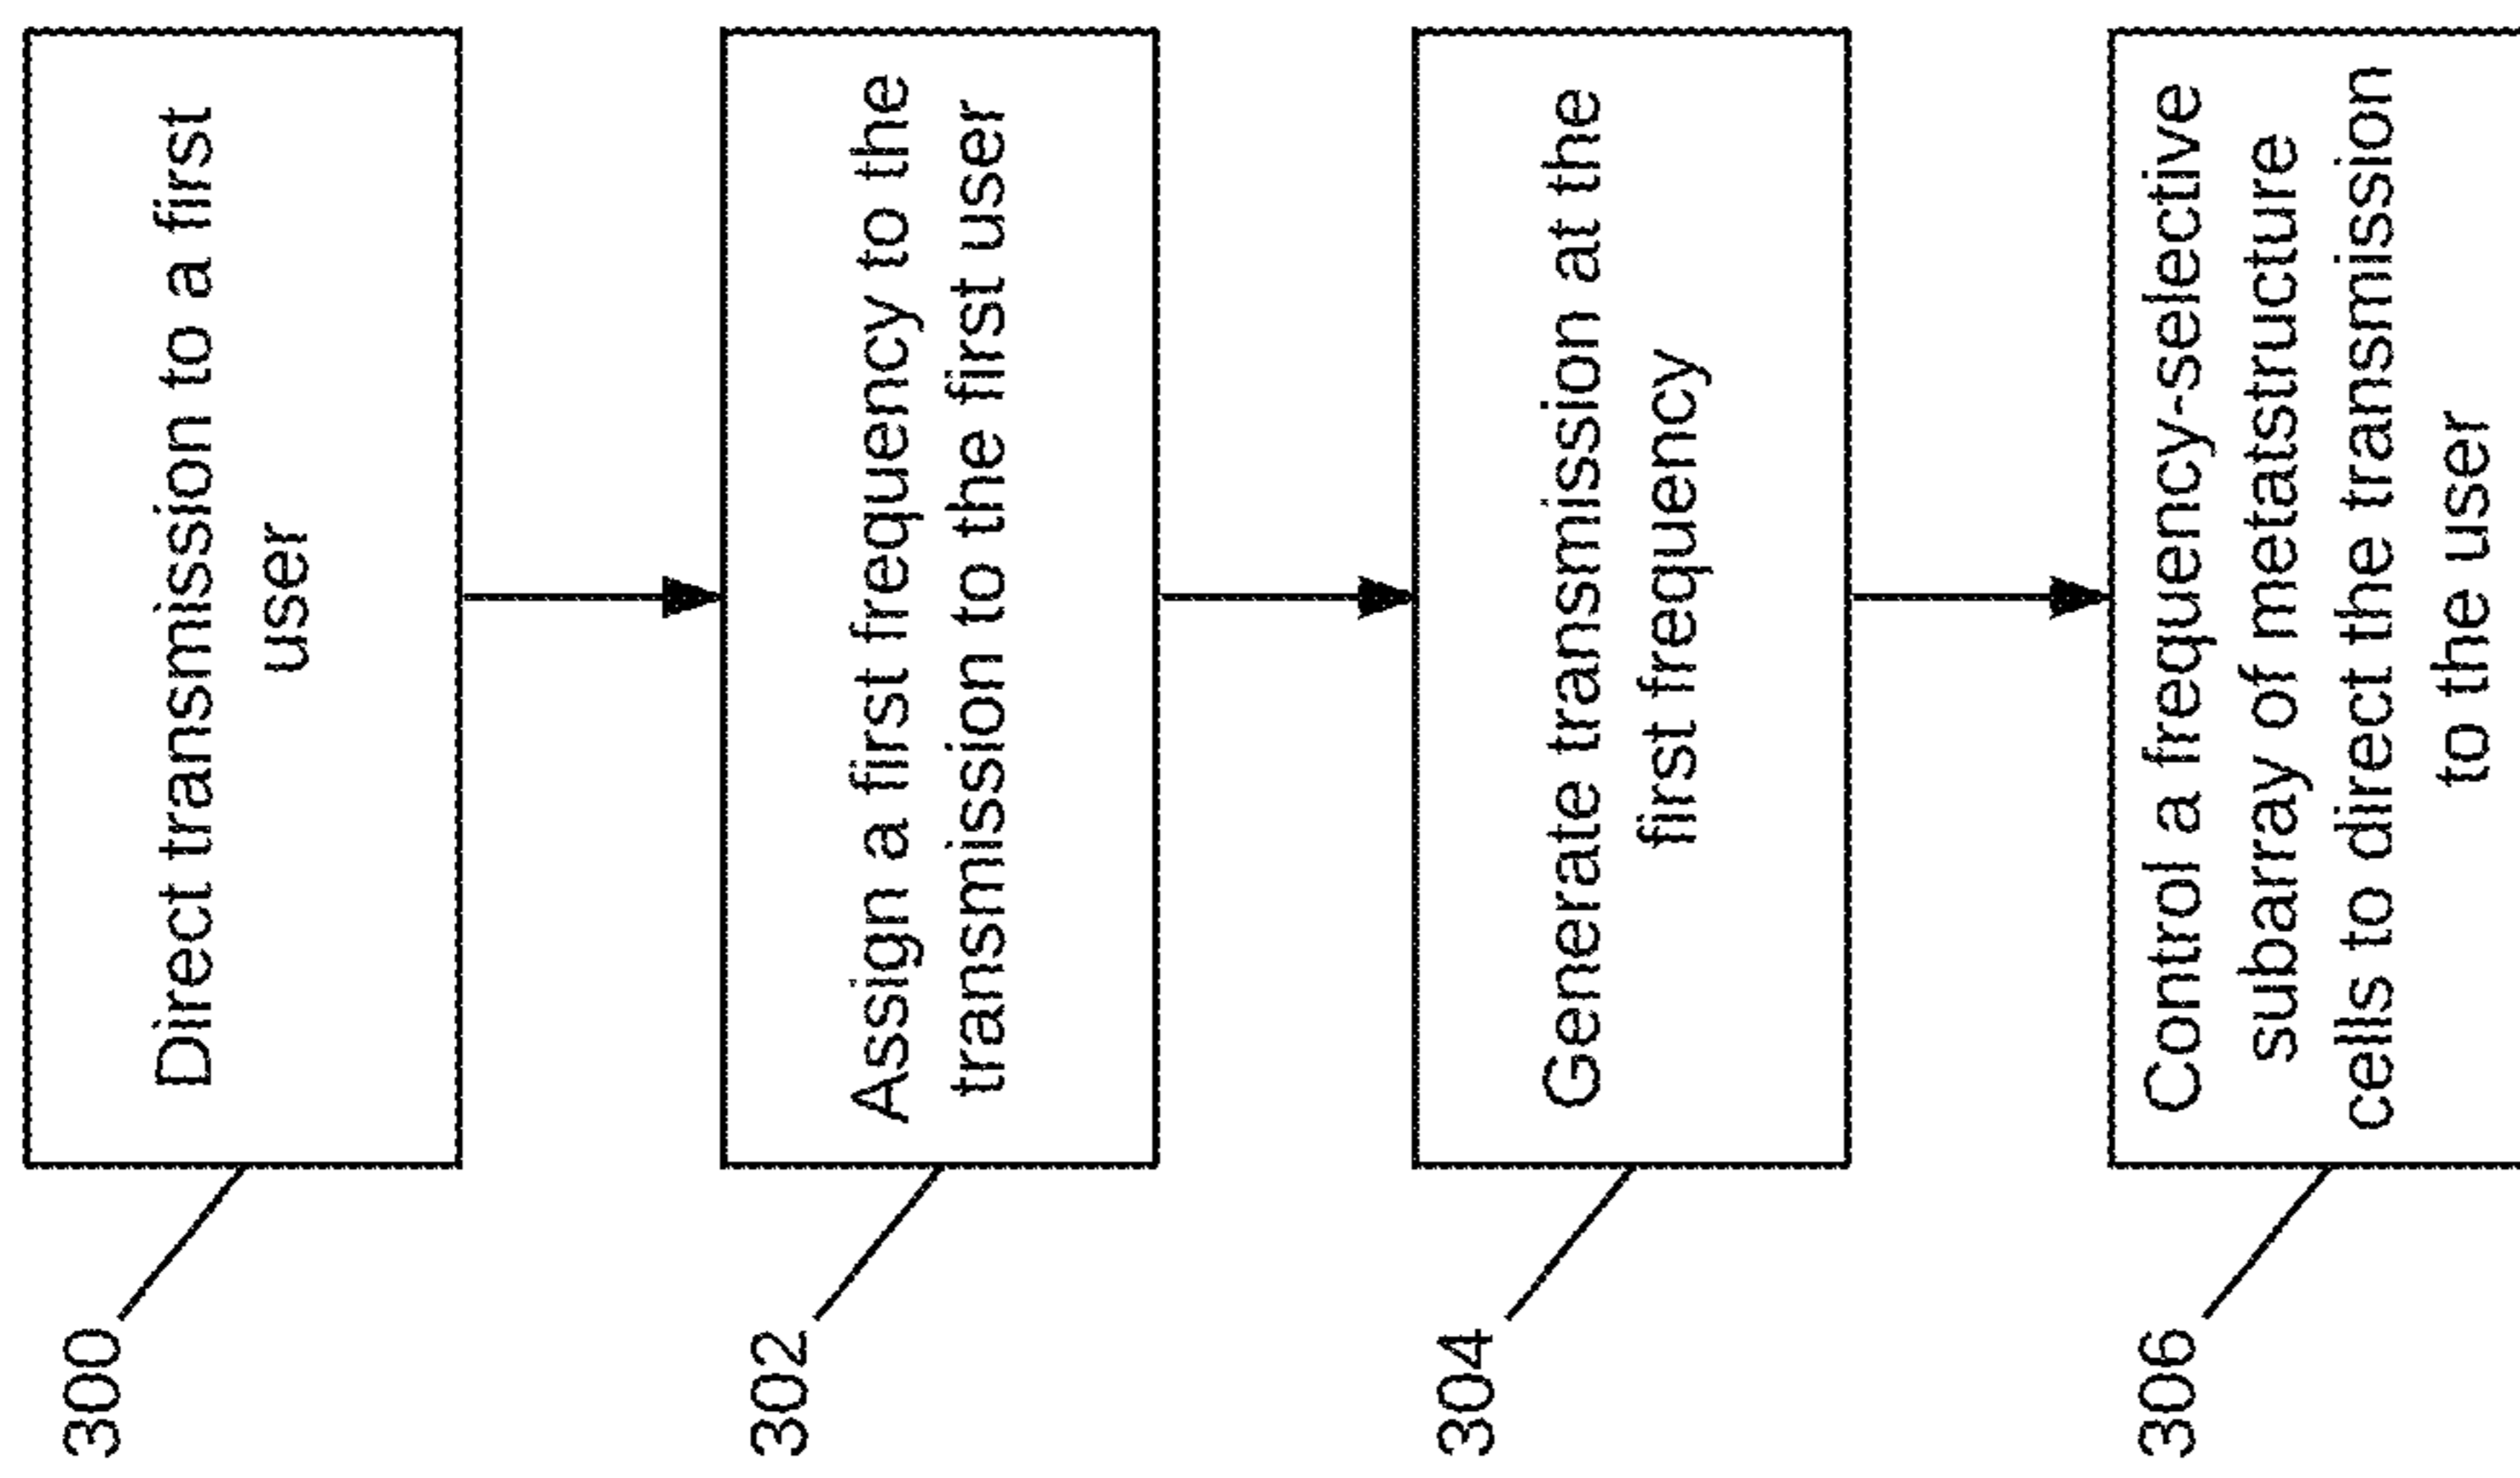 300
Direct transmission to a first
user
302
Assign a first frequency to the
transmission to the first user
304
Generate transmission at the
first frequency
306
Control a frequency-selective
subarray of metastructure
cells to direct the transmission
to the user